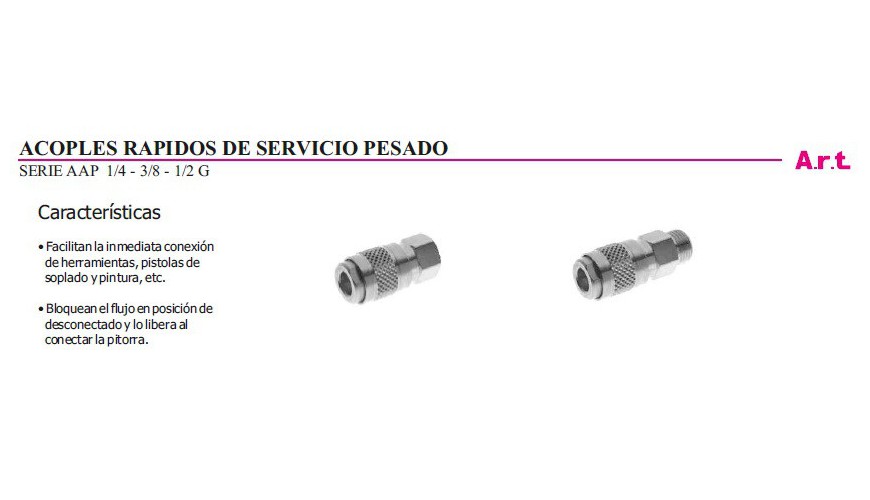 ACOPLES RAPIDOS DE SERVICIO PESADO
A.r.t.
SERIE AAP 1/4 - 3/8 - 1/2 G
Características
• Facilitan la inmediata conexión
de herramientas, pistolas de
soplado y pintura, etc.
• Bloquean el flujo en posición de
desconectado y lo libera al
conectar la pitorra.